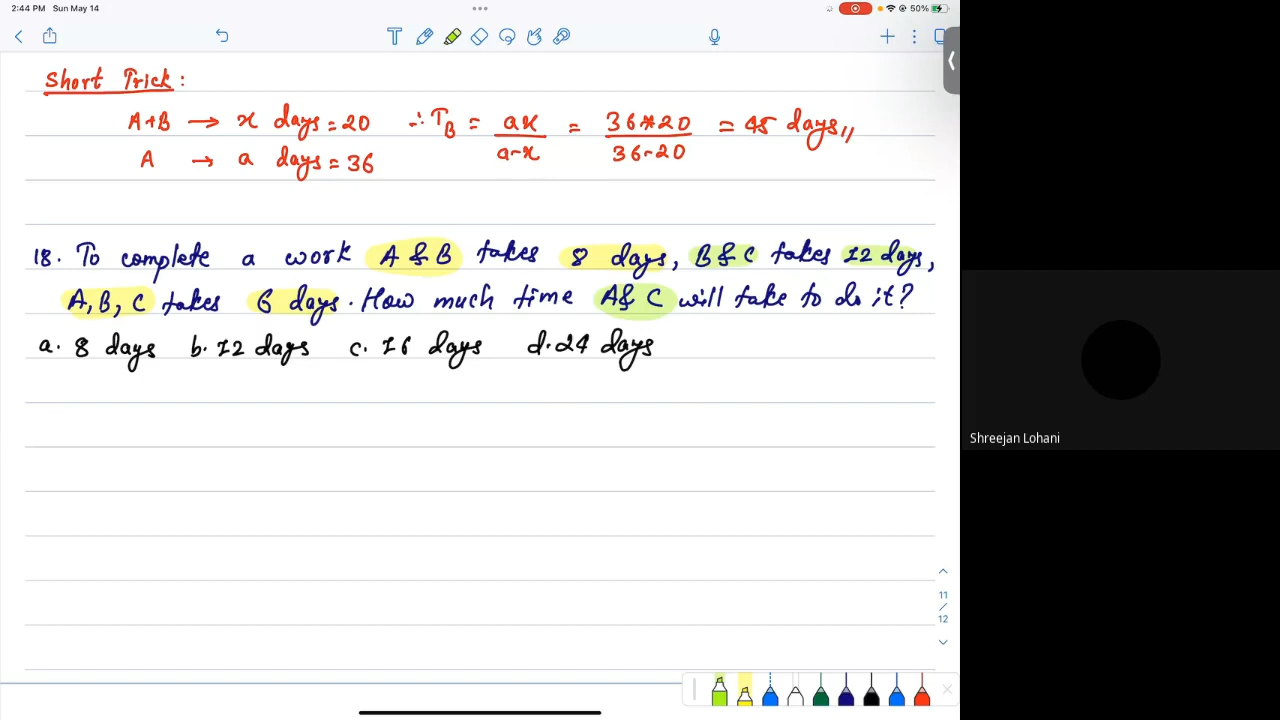 2:44 PM Sun May 14
50%
Short Trick:
A+B → x days = 20 ∴ T_B = ax/a-x = 36*20/36-20 = 45 days,,
A → a days = 36
18. To complete a work A & B takes 8 days, B & C takes 12 days,
A, B, C takes 6 days. How much time A & C will take to do it?
a. 8 days b. 12 days c. 16 days d. 24 days
Shreejan Lohani
11
/
12